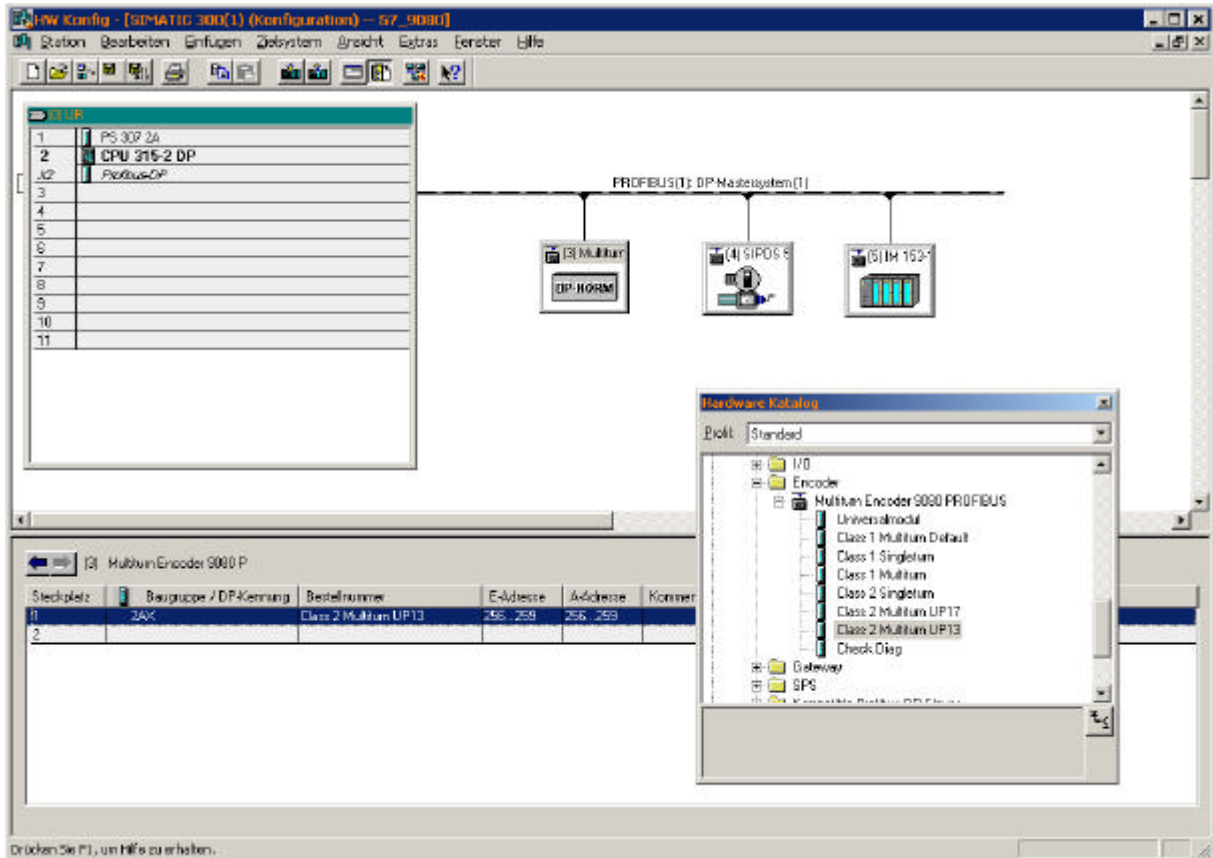 HW Konfig - [SIMATIC 300(1) (Konfiguration) -- S7_9080]
Station Bearbeiten Einfügen Zielsystem Ansicht Extras Fenster Hilfe
(0) UR
1 PS 307 2A
2 CPU 315-2 DP
X2 Profibus-DP
3
4
5
6
7
8
9
10
11
PROFIBUS(1): DP-Mastersystem (1)
(3) Multitur
DP-NORM
(4) SIPOS 5
(5) IM 153-1
Hardware Katalog
Profil: Standard
I/O
Encoder
Multiturn Encoder 9080 PROFIBUS
Universalmodul
Class 1 Multiturn Default
Class 1 Singleturn
Class 1 Multiturn
Class 2 Singleturn
Class 2 Multiturn UP17
Class 2 Multiturn UP13
Check Diag
Gateway
SPS
(3) Multiturn Encoder 9080 P
Steckplatz Baugruppe / DP-Kennung Bestellnummer E-Adresse A-Adresse Kommen
1 2AX Class 2 Multiturn UP13 256...259 256...259
2
Drücken Sie F1, um Hilfe zu erhalten.